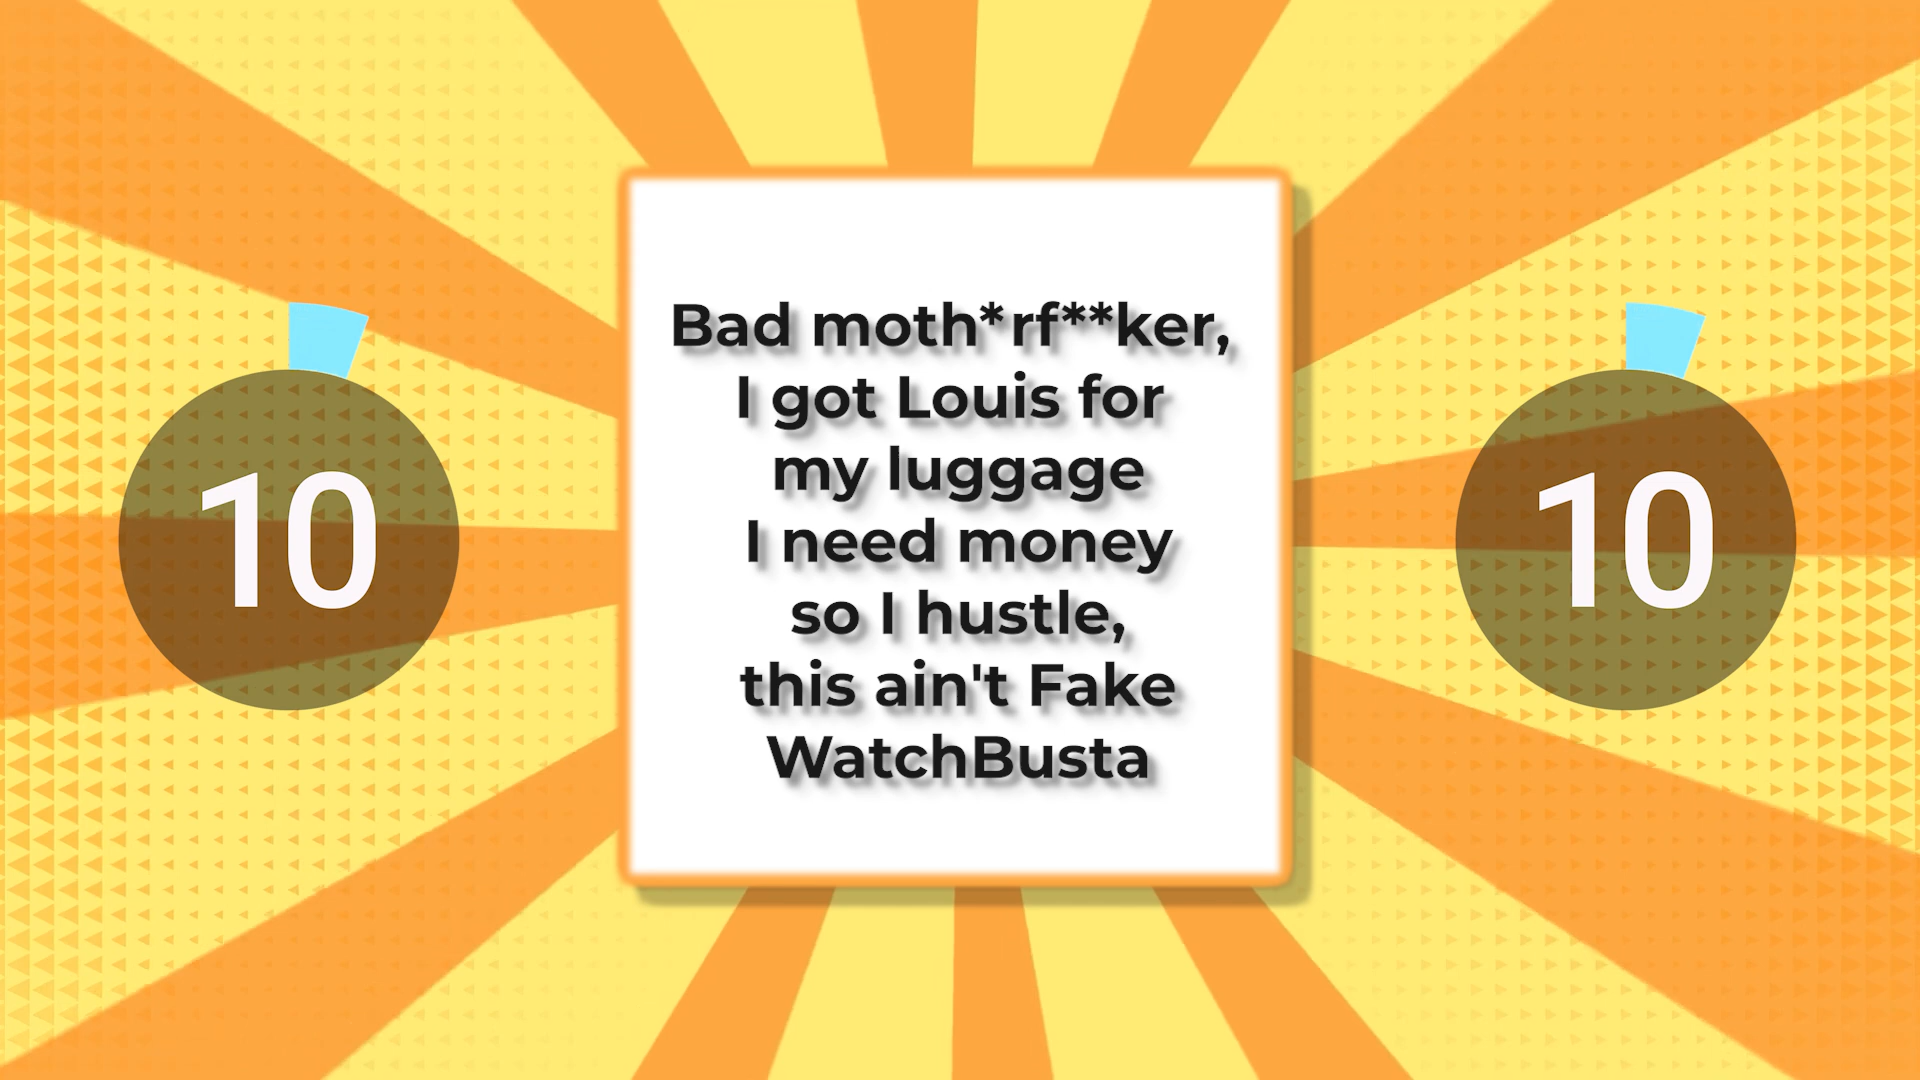 Bad moth*rf**ker,
I got Louis for
my luggage
I need money
so I hustle,
this ain't Fake
WatchBusta
10
10